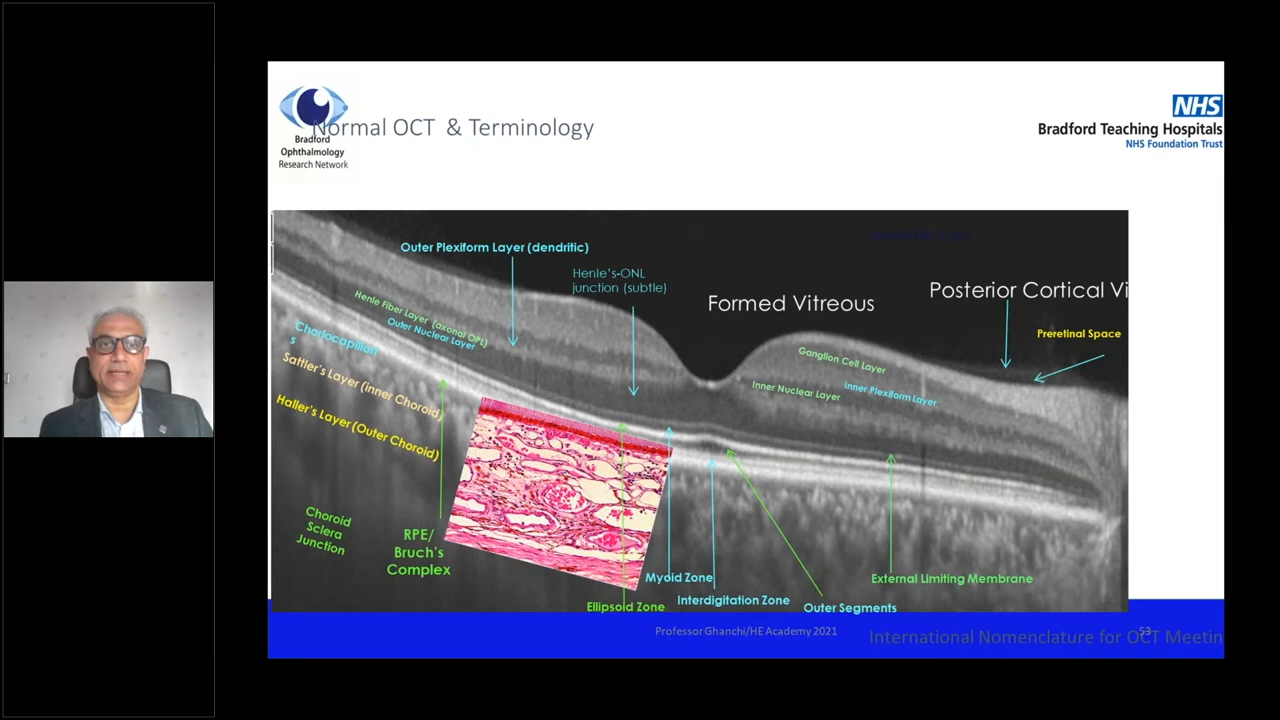 Normal OCT & Terminology
Bradford
Ophthalmology
Research Network
NHS
Bradford Teaching Hospitals
NHS Foundation Trust
Outer Plexiform Layer (dendritic)
Henle's-ONL
junction (subtle)
Formed Vitreous
Posterior Cortical Vi
Preretinal Space
Henle Fiber Layer (axonal OPL)
Outer Nuclear Layer
Choriocapillari
s
Sattler's Layer (inner Choroid)
Haller's Layer (Outer Choroid)
Ganglion Cell Layer
Inner Plexiform Layer
Inner Nuclear Layer
Choroid
Sclera
Junction
RPE/
Bruch's
Complex
Myoid Zone
Ellipsoid Zone
Interdigitation Zone
Outer Segments
External Limiting Membrane
Professor Ghanchi/HE Academy 2021
53
International Nomenclature for OCT Meetin